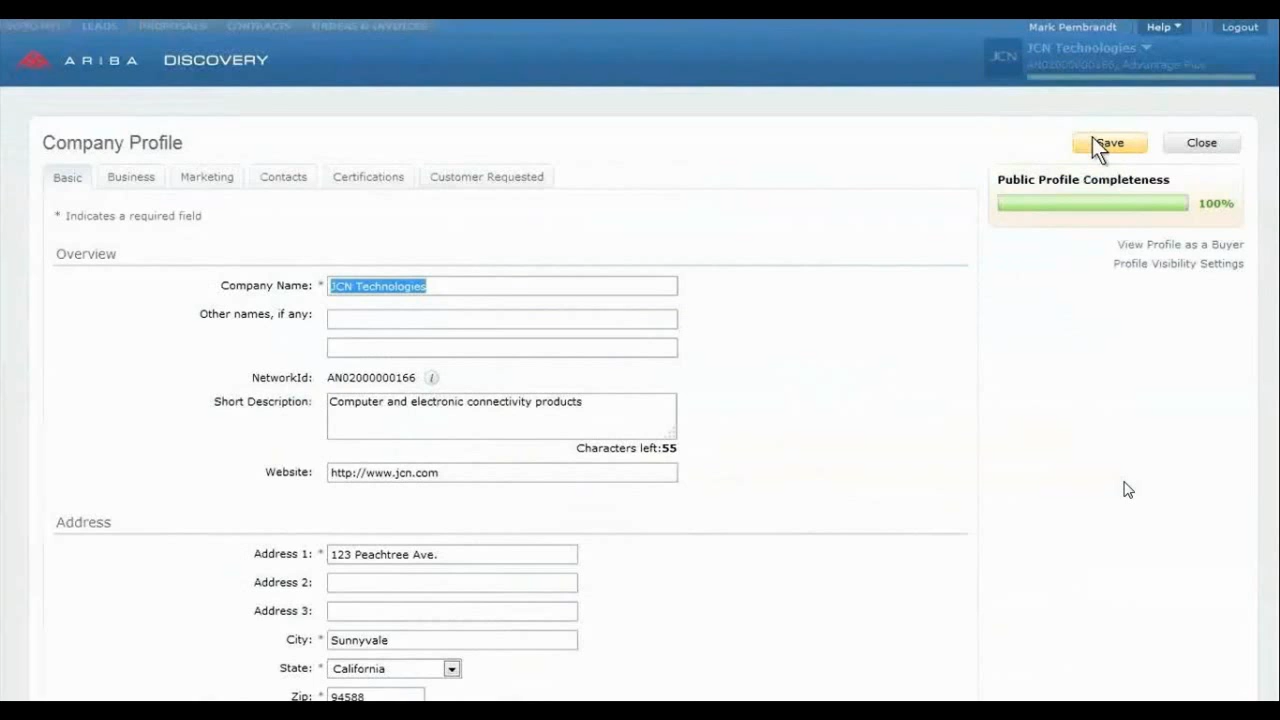 LEADS PROPOSALS CONTRACTS ORDERS & INVOICES Mark Pembrandt Help Logout
ARIBA DISCOVERY
JCN
JCN Technologies
AN02000000166, Advantage Plus
Company Profile
Save
Close
Basic Business Marketing Contacts Certifications Customer Requested
Public Profile Completeness
100%
* Indicates a required field
View Profile as a Buyer
Profile Visibility Settings
Overview
Company Name: * JCN Technologies
Other names, if any:
NetworkId: AN02000000166 i
Short Description: Computer and electronic connectivity products
Characters left:55
Website: http://www.jcn.com
Address
Address 1: * 123 Peachtree Ave.
Address 2:
Address 3:
City: * Sunnyvale
State: * California
Zip: * 94588